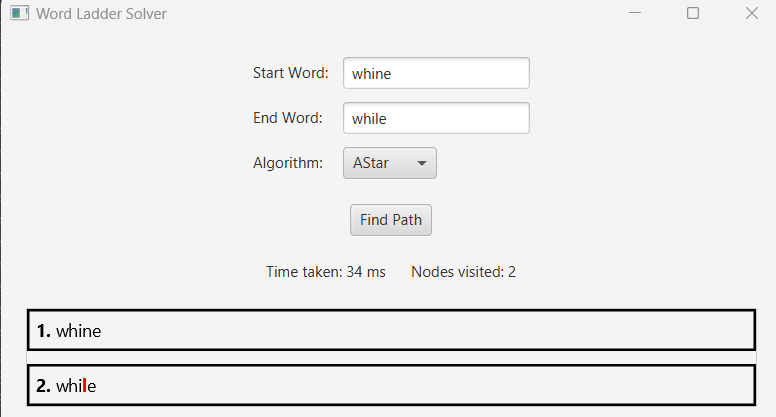 Word Ladder Solver
Start Word: whine
End Word: while
Algorithm: AStar
Find Path
Time taken: 34 ms Nodes visited: 2
1. whine
2. while